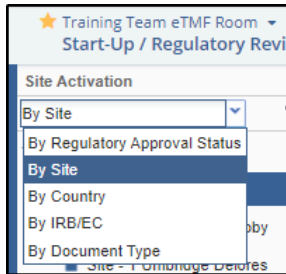 Training Team eTMF Room
Start-Up / Regulatory Revi
Site Activation
By Site
By Regulatory Approval Status
By Site
By Country
By IRB/EC
By Document Type
oby
Site - 1 Umbridge Delores